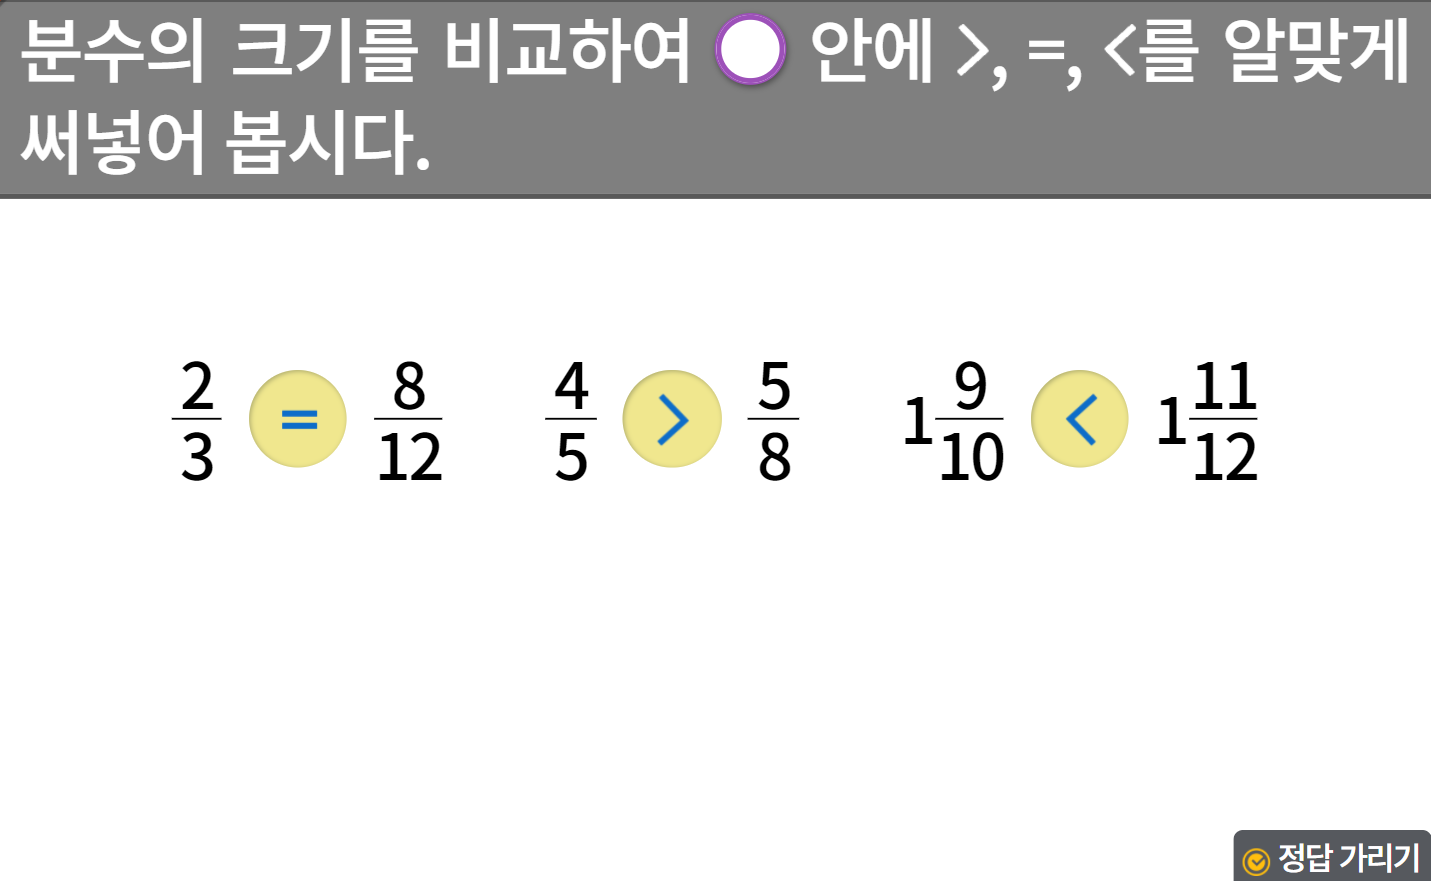 분수의 크기를 비교하여 ○ 안에 >, =, <를 알맞게
써넣어 봅시다.
2/3 = 8/12 4/5 > 5/8 1 9/10 < 1 11/12
정답 가리기